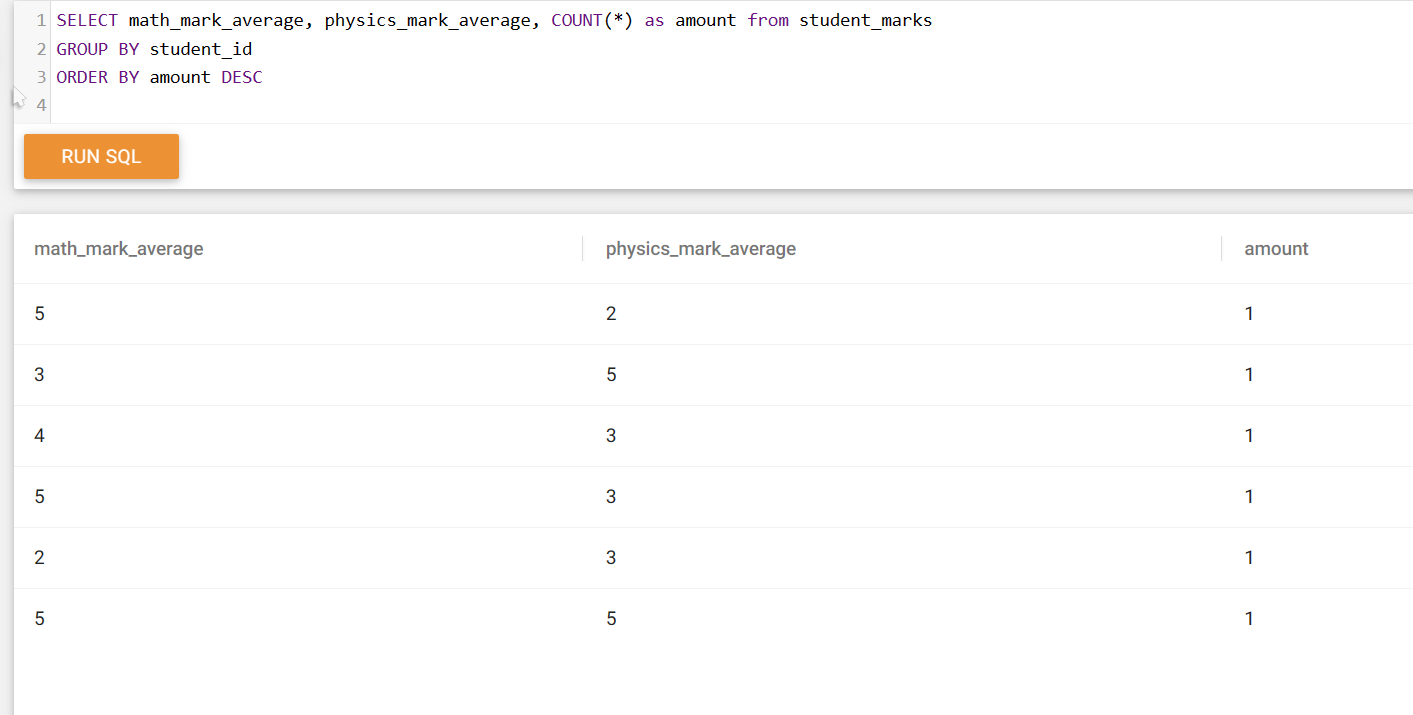 1 SELECT math_mark_average, physics_mark_average, COUNT(*) as amount from student_marks
2 GROUP BY student_id
3 ORDER BY amount DESC
4
RUN SQL
math_mark_average physics_mark_average amount
5 2 1
3 5 1
4 3 1
5 3 1
2 3 1
5 5 1